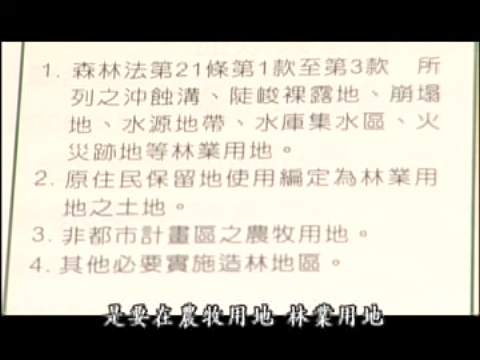 1. 森林法第21條第1款至第3款 所
列之沖蝕溝、陡峻裸露地、崩塌
地、水源地帶、水庫集水區、火
災跡地等林業用地。
2. 原住民保留地使用編定為林業用
地之土地。
3. 非都市計畫區之農牧用地。
4. 其他必要實施造林地區。
是要在農牧用地 林業用地